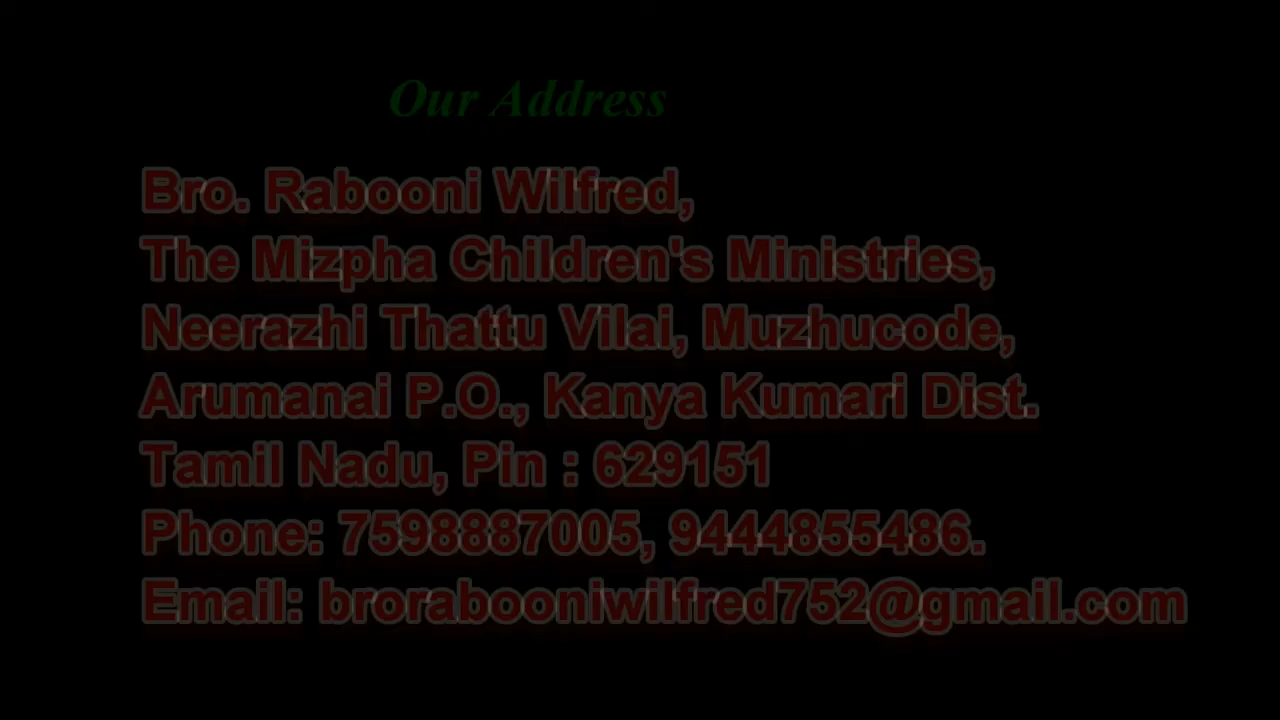 Our Address
Bro. Rabooni Wilfred,
The Mizpha Children's Ministries,
Neerazhi Thattu Vilai, Muzhucode,
Arumanai P.O., Kanya Kumari Dist.
Tamil Nadu, Pin : 629151
Phone: 7598887005, 9444855486.
Email: brorabooniwilfred752@gmail.com